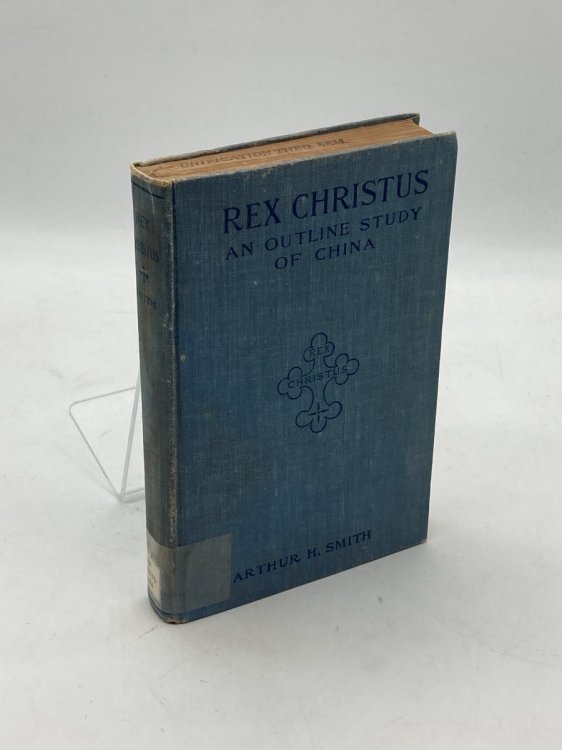 UNIFICATION THEO. SEM.
REX CHRISTUS
AN OUTLINE STUDY
OF CHINA
REX
CHRISTUS
ARTHUR H. SMITH
REX
CHRISTUS
SMITH